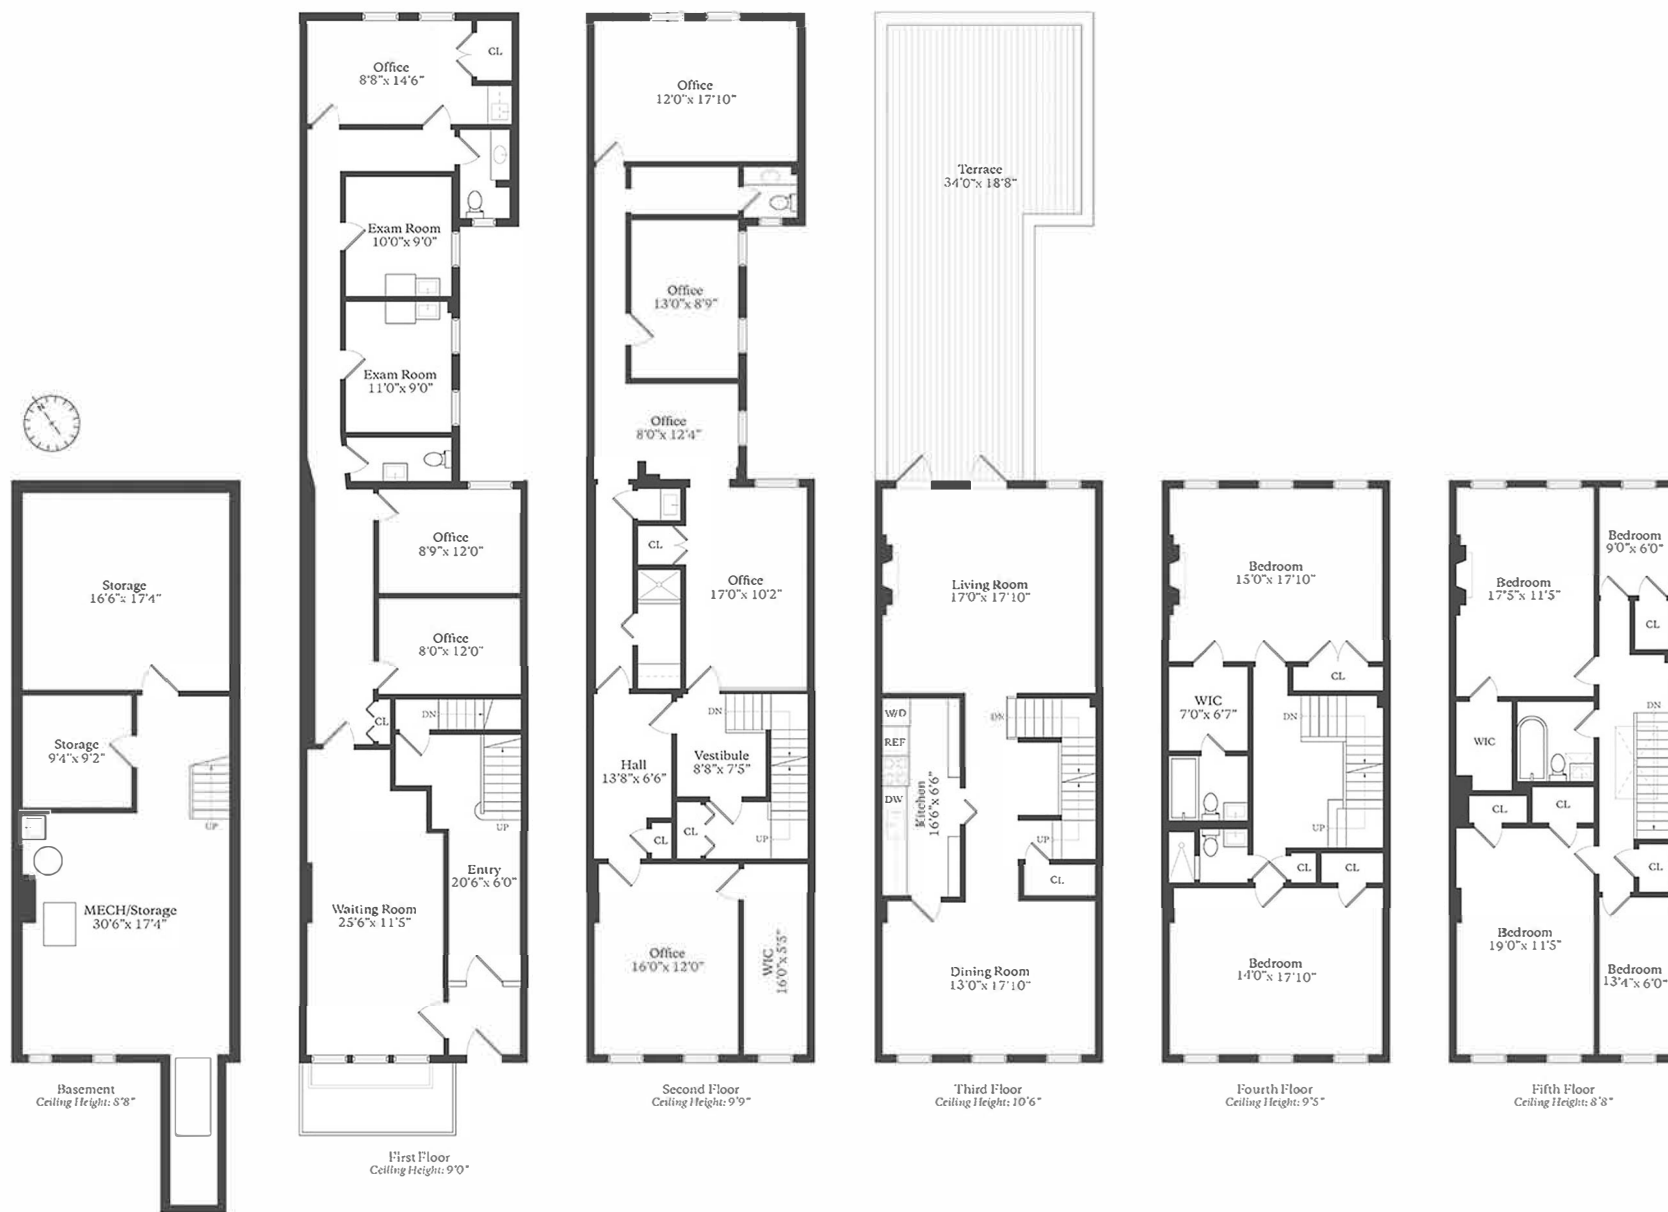 N
Storage
16'6"x 17'4"
Storage
9'4"x 9'2"
UP
MECH/Storage
30'6"x 17'4"
Basement
Ceiling Height: 8'8"
Office
8'8"x 14'6"
CL
Exam Room
10'0"x 9'0"
Exam Room
11'0"x 9'0"
Office
8'9"x 12'0"
Office
8'0"x 12'0"
CL
DN
UP
Entry
20'6"x 6'0"
Waiting Room
25'6"x 11'5"
First Floor
Ceiling Height: 9'0"
Office
12'0"x 17'10"
Office
13'0"x 8'9"
Office
8'0"x 12'4"
CL
Office
17'0"x 10'2"
DN
Vestibule
8'8"x 7'5"
Hall
13'8"x 6'6"
CL
CL
UP
Office
16'0"x 12'0"
WIC
16'0"x 5'5"
Second Floor
Ceiling Height: 9'9"
Terrace
34'0"x 18'8"
Living Room
17'0"x 17'10"
W/D
REF
DW
Kitchen
16'6"x 6'6"
DN
UP
CL
Dining Room
13'0"x 17'10"
Third Floor
Ceiling Height: 10'6"
Bedroom
15'0"x 17'10"
CL
WIC
7'0"x 6'7"
DN
UP
CL
CL
Bedroom
14'0"x 17'10"
Fourth Floor
Ceiling Height: 9'5"
Bedroom
9'0"x 6'0"
Bedroom
17'5"x 11'5"
CL
DN
WIC
CL
CL
CL
Bedroom
19'0"x 11'5"
Bedroom
13'4"x 6'0"
Fifth Floor
Ceiling Height: 8'8"